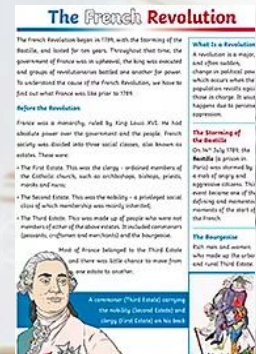 The French Revolution
The French Revolution began in 1789, with the Storming of the
Bastille, and lasted for ten years. Throughout that time, the
government of France was in upheaval, the king was executed
and groups of revolutionaries battled one another for power.
To understand the cause of the French Revolution, we have to
find out what France was like prior to 1789.
Before the Revolution
France was a monarchy, ruled by King Louis XVI. He had
absolute power over the government and the people. French
society was divided into three social classes, also known as
estates. These were:
• The First Estate. This was the clergy – ordained members of
the Catholic church, such as archbishops, bishops, priests,
monks and nuns;
• The Second Estate. This was the nobility – a privileged social
class of which membership was mainly inherited;
• The Third Estate. This was made up of people who were not
members of either of the above estates. It included commoners
(peasants, craftsmen and merchants) and the bourgeoisie.
Most of France belonged to the Third Estate
and there was little chance to move from
one estate to another.
A commoner (Third Estate) carrying
the nobility (Second Estate) and
clergy (First Estate) on his back
What Is a Revolution
A revolution is a major,
and often sudden,
change in political pow
which occurs when the
population revolts agai
those in charge. It usua
happens due to perceive
oppression.
The Storming of
the Bastille
On 14th July 1789, the
Bastille (a prison in
Paris) was stormed by
a mob of angry and
aggressive citizens. This
event became one of th
defining and momento
moments of the start of
the French
The Bourgeoise
Rich men and women
who made up the urba
and rural Third Estate.